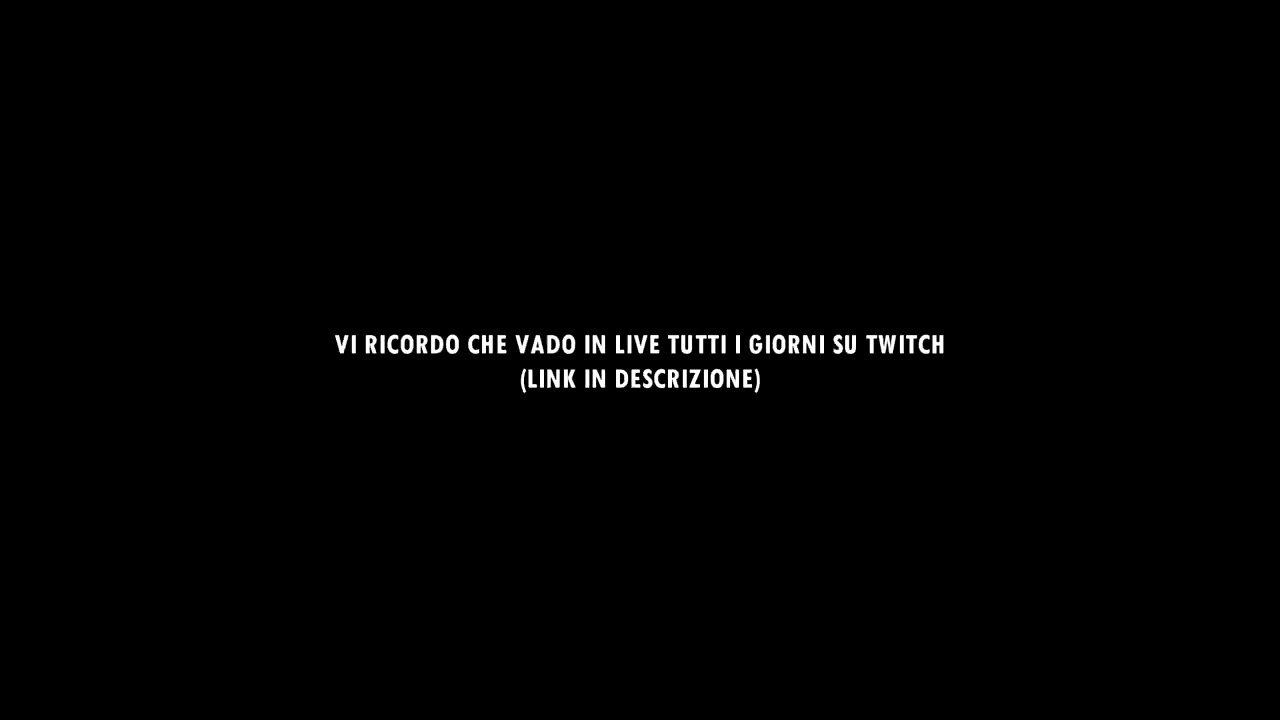 VI RICORDO CHE VADO IN LIVE TUTTI I GIORNI SU TWITCH
(LINK IN DESCRIZIONE)